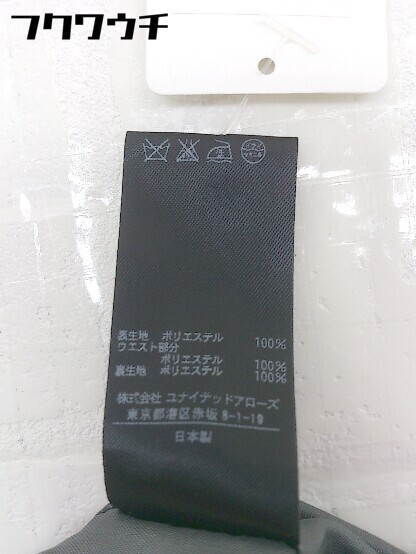 フクワウチ
表生地 ポリエステル 100%
ウエスト部分
ポリエステル 100%
裏生地 ポリエステル 100%
株式会社 ユナイテッドアローズ
東京都港区赤坂 8-1-19
日本製